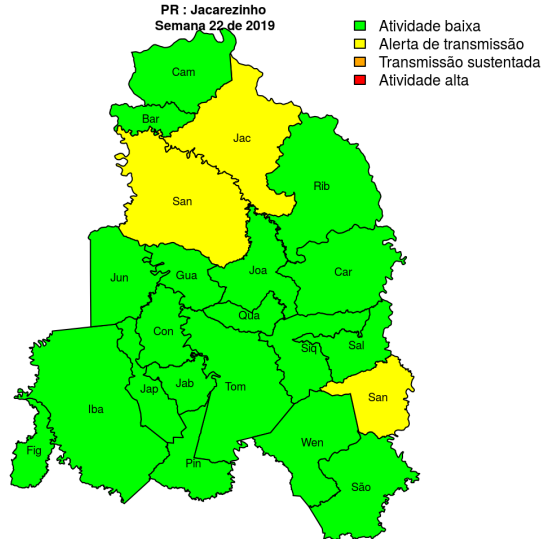 PR : Jacarezinho
Semana 22 de 2019
Atividade baixa
Alerta de transmissão
Transmissão sustentada
Atividade alta
Cam
Bar
Jac
Rib
San
Jun
Gua
Joa
Car
Qua
Con
Siq
Sal
Jap
Jab
Tom
San
Iba
Wen
Fig
Pin
São